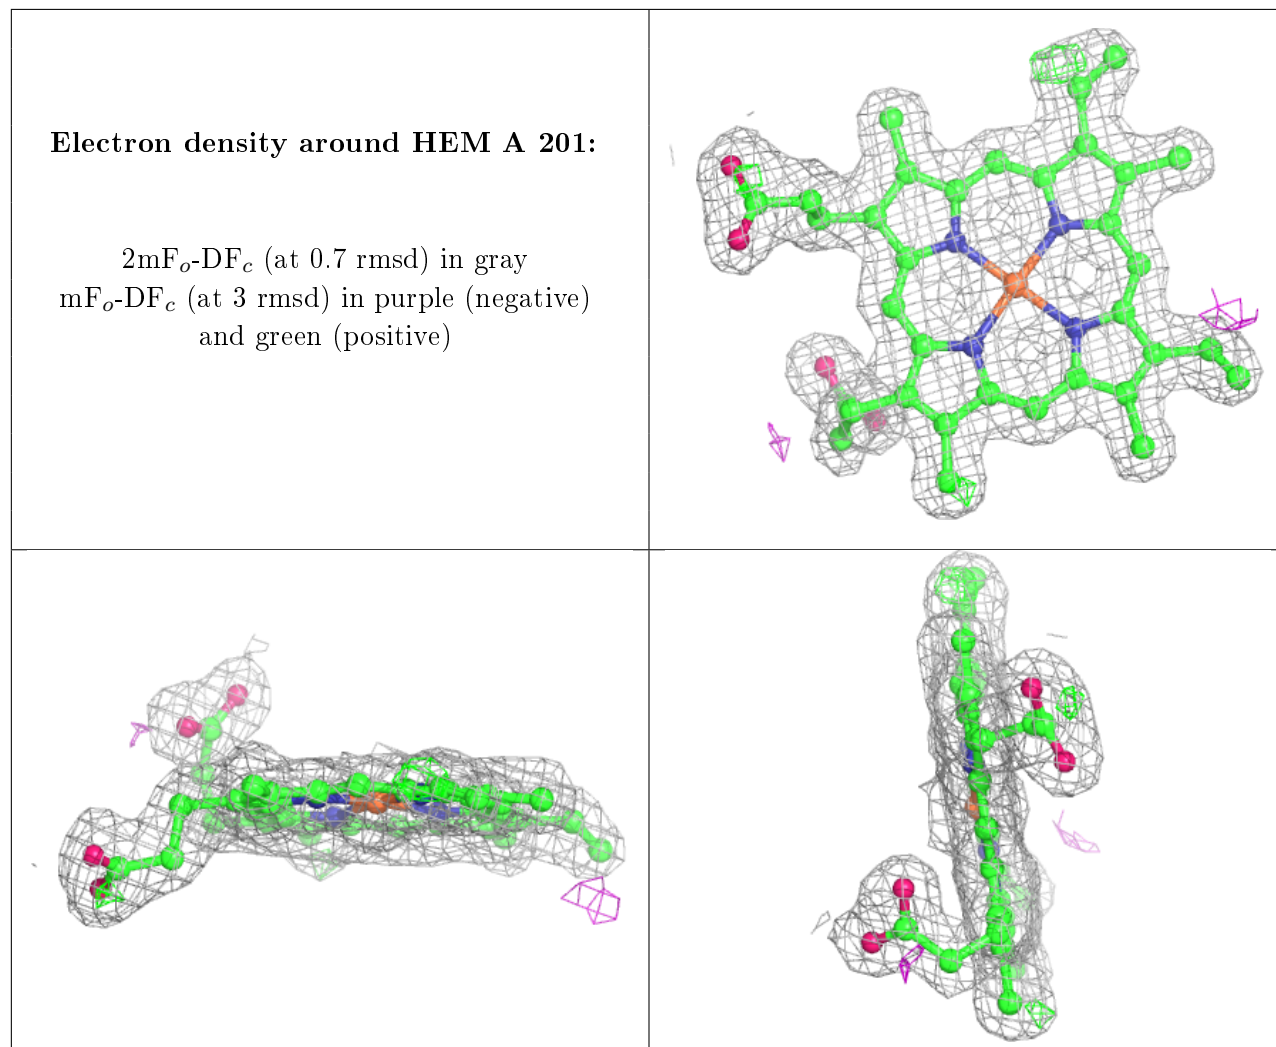 Electron density around HEM A 201:
2mFₒ-DF𝒸 (at 0.7 rmsd) in gray
mFₒ-DF𝒸 (at 3 rmsd) in purple (negative)
and green (positive)